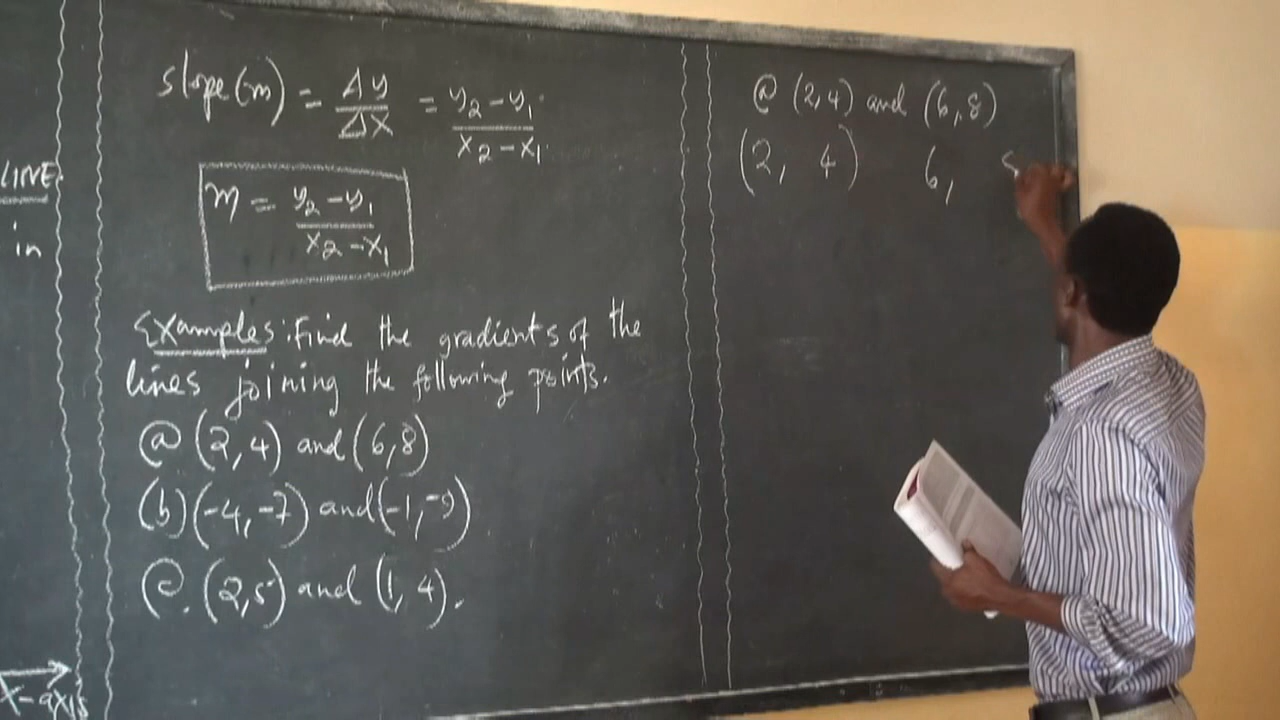 LINE.
in
X-axis
slope(m) = Δy/Δx = y₂-y₁/x₂-x₁
m = y₂-y₁/x₂-x₁
Examples: Find the gradients of the
lines joining the following points.
(a) (2,4) and (6,8)
(b) (-4,-7) and (-1,-9)
c. (2,5) and (1,4).
(a) (2,4) and (6,8)
(2, 4) 6,